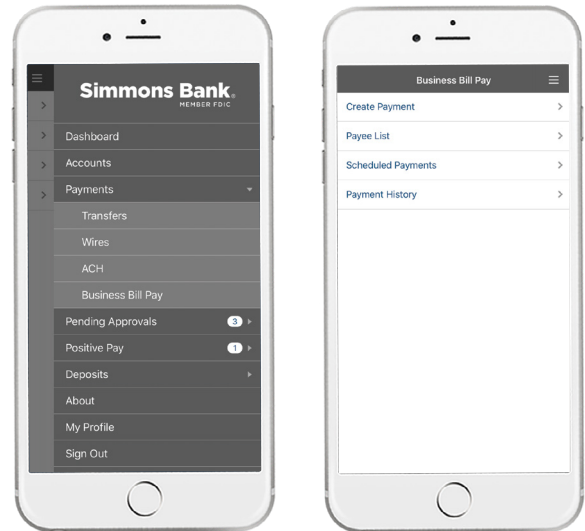 Simmons Bank.
MEMBER FDIC
Dashboard
Accounts
Payments
Transfers
Wires
ACH
Business Bill Pay
Pending Approvals 3
Positive Pay 1
Deposits
About
My Profile
Sign Out
Business Bill Pay
Create Payment
Payee List
Scheduled Payments
Payment History